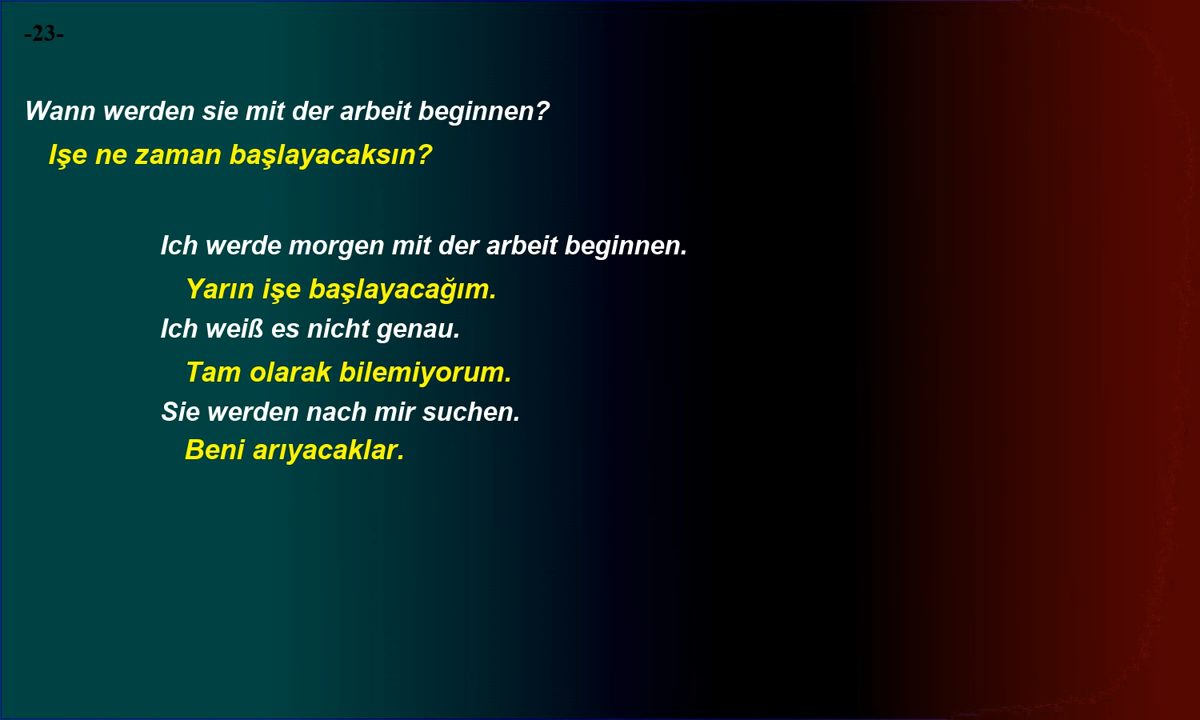 -23-
Wann werden sie mit der arbeit beginnen?
Işe ne zaman başlayacaksın?
Ich werde morgen mit der arbeit beginnen.
Yarın işe başlayacağım.
Ich weiß es nicht genau.
Tam olarak bilemiyorum.
Sie werden nach mir suchen.
Beni arıyacaklar.